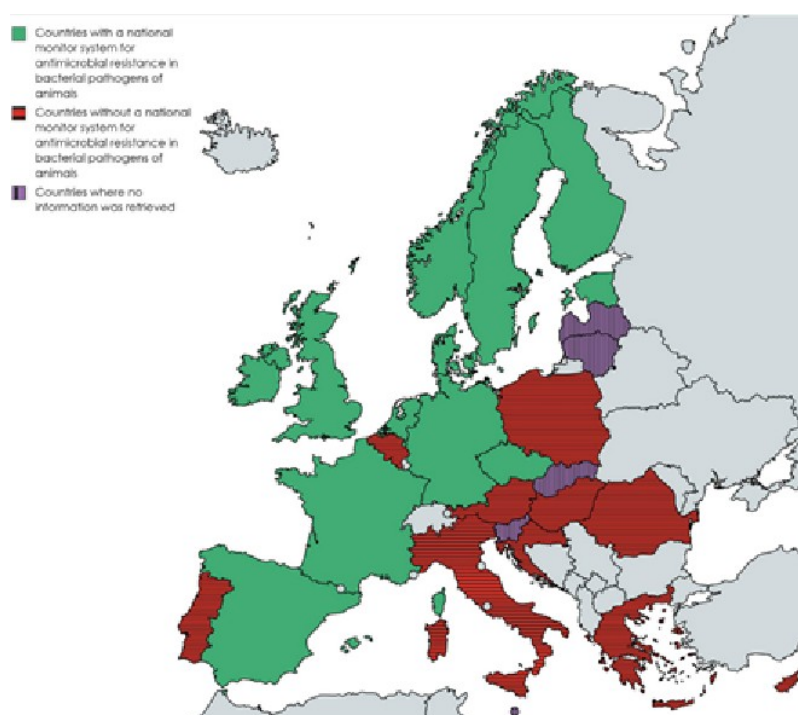 Countries with a national
monitor system for
antimicrobial resistance in
bacterial pathogens of
animals
Countries without a national
monitor system for
antimicrobial resistance in
bacterial pathogens of
animals
Countries where no
information was retrieved